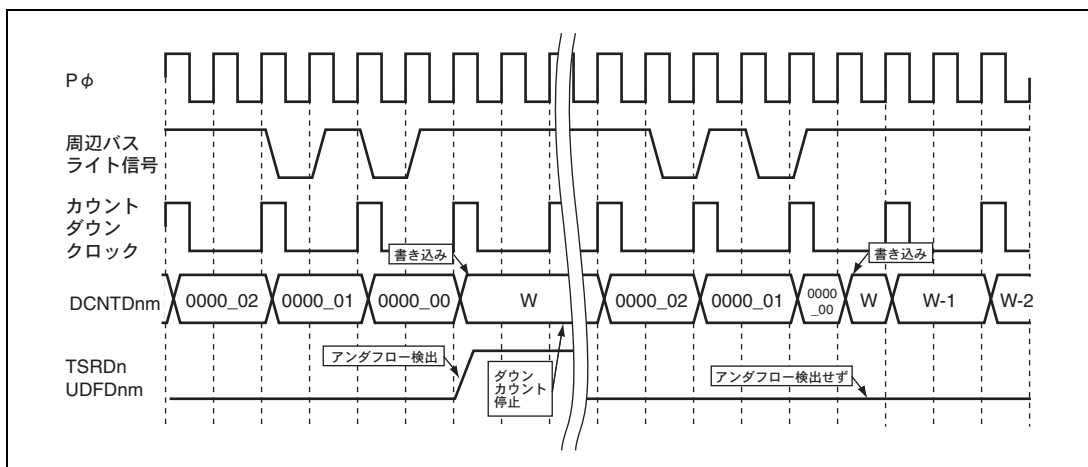 Pφ
周辺バス
ライト信号
カウント
ダウン
クロック
書き込み
書き込み
DCNTDnm
0000_02
0000_01
0000_00
W
0000_02
0000_01
0000
_00
W
W-1
W-2
TSRDn
UDFDnm
アンダフロー検出
ダウン
カウント
停止
アンダフロー検出せず